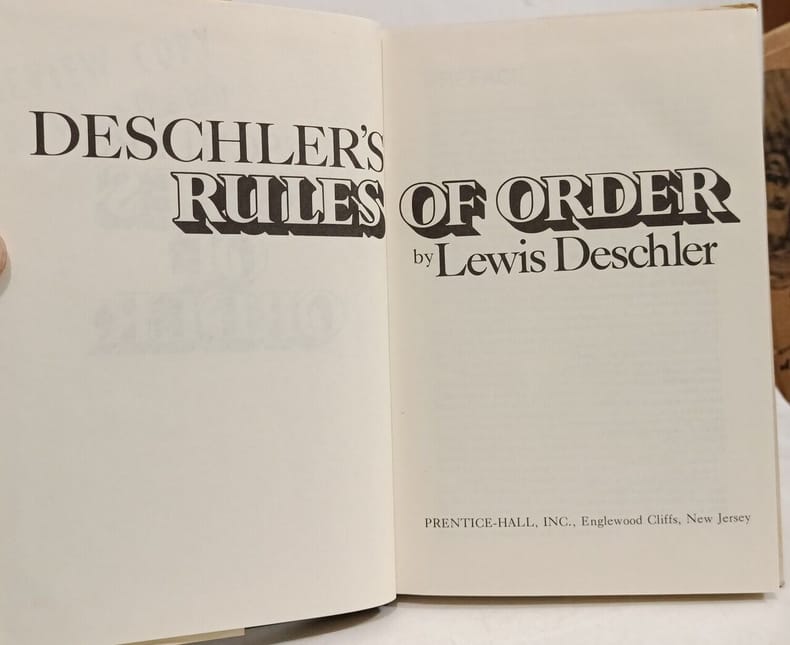 DESCHLER'S
RULES OF ORDER
by Lewis Deschler
PRENTICE-HALL, INC., Englewood Cliffs, New Jersey